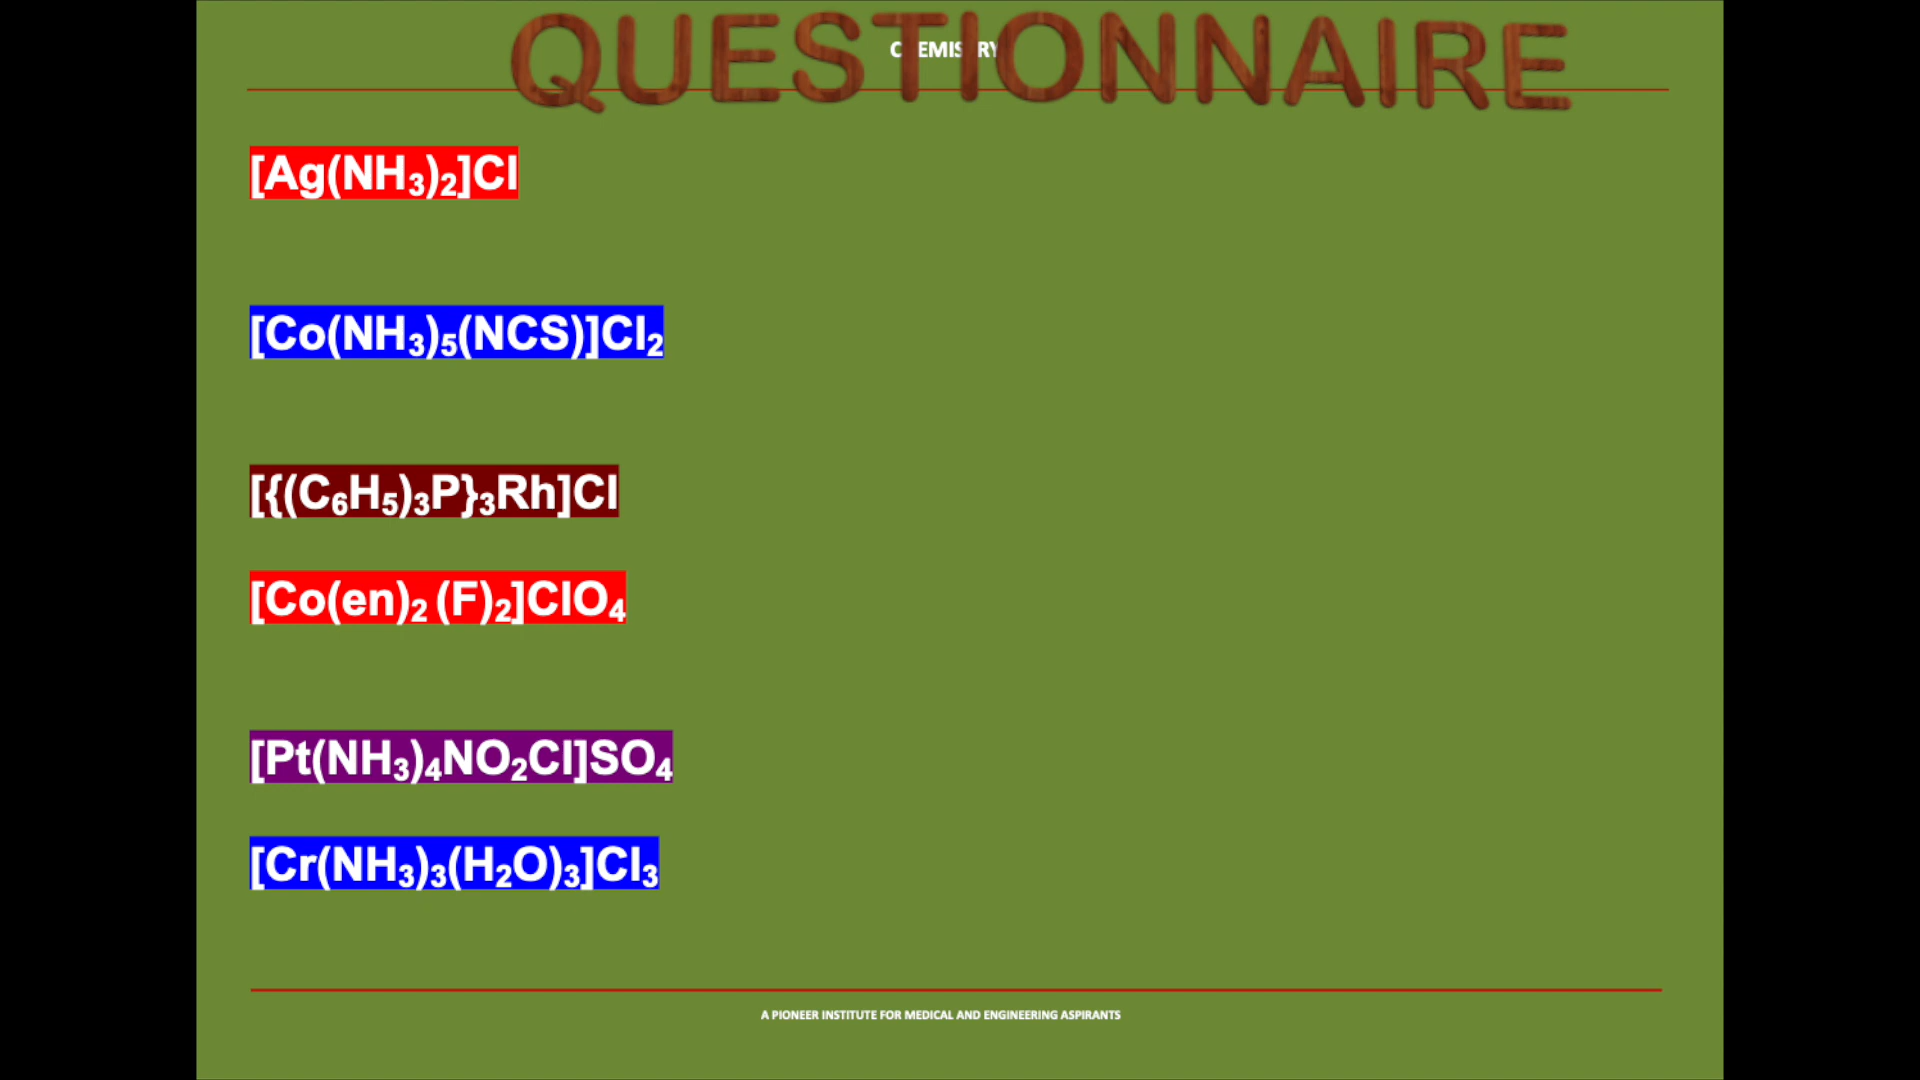 QUESTIONNAIRE
CHEMISTRY
[Ag(NH₃)₂]Cl
[Co(NH₃)₅(NCS)]Cl₂
[{(C₆H₅)₃P}₃Rh]Cl
[Co(en)₂ (F)₂]ClO₄
[Pt(NH₃)₄NO₂Cl]SO₄
[Cr(NH₃)₃(H₂O)₃]Cl₃
A PIONEER INSTITUTE FOR MEDICAL AND ENGINEERING ASPIRANTS